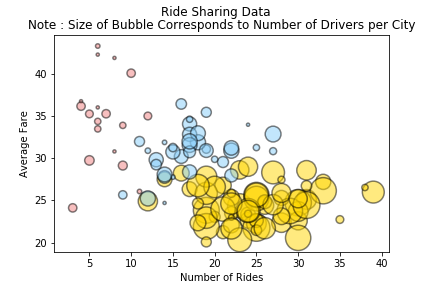 Ride Sharing Data
Note : Size of Bubble Corresponds to Number of Drivers per City
40
35
30
25
20
Average Fare
5 10 15 20 25 30 35 40
Number of Rides